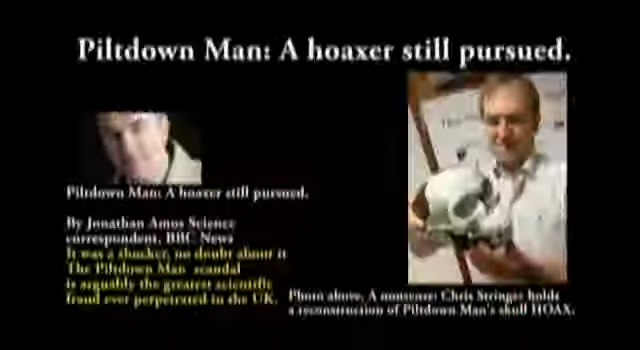 Piltdown Man: A hoaxer still pursued.
Piltdown Man: A hoaxer still pursued.
By Jonathan Amos Science
correspondent, BBC News
It was a shocker, no doubt about it
The Piltdown Man scandal
is arguably the greatest scientific
fraud ever perpetrated in the UK.
Photo above, A nonsense: Chris Stringer holds
a reconstruction of Piltdown Man's skull HOAX.